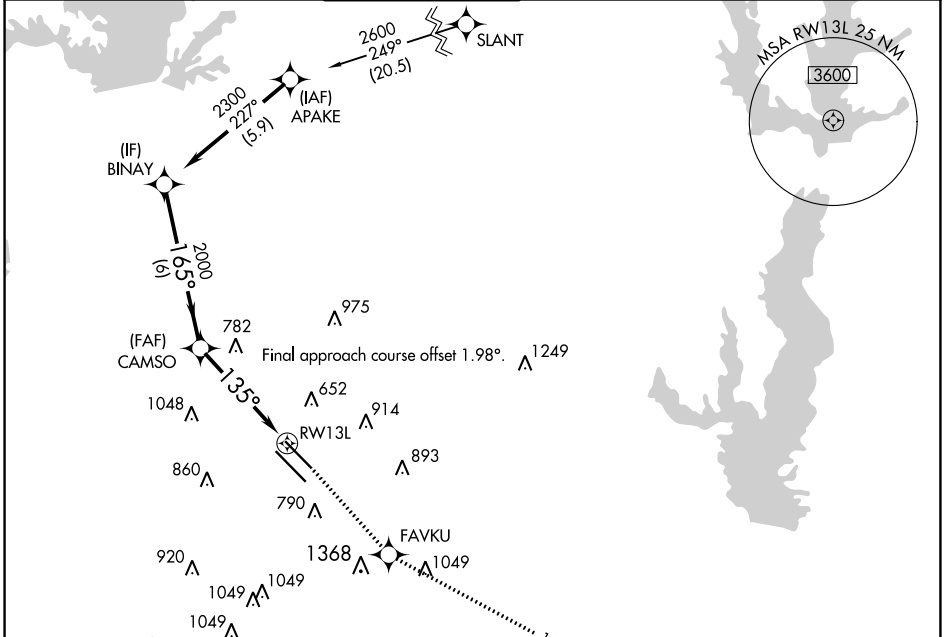 2600
249°
(20.5)
SLANT
MSA RW13L 25 NM
3600
2300
227°
(5.9)
(IAF)
APAKE
(IF)
BINAY
2000
165°
(6)
975
782
(FAF)
CAMSO
Final approach course offset 1.98°.
1249
135°
652
1048
914
RW13L
893
860
790
FAVKU
1368
1049
920
1049
1049
1049